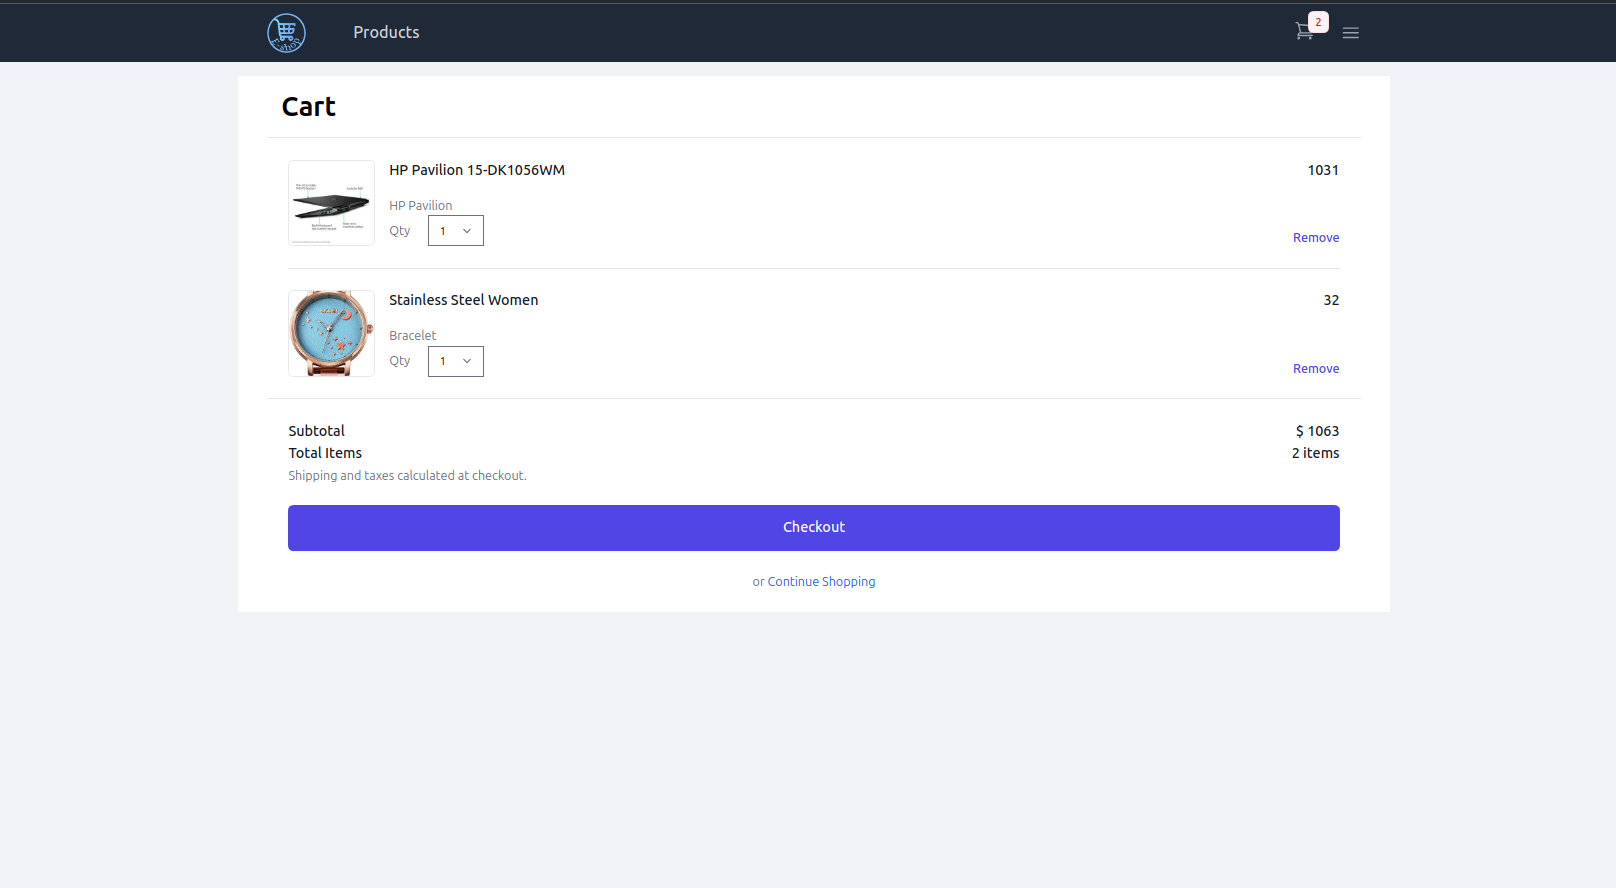 E-shop
Products
2
Cart
HP Pavilion 15-DK1056WM
1031
HP Pavilion
Qty
1
Remove
Stainless Steel Women
32
Bracelet
Qty
1
Remove
Subtotal
$ 1063
Total Items
2 items
Shipping and taxes calculated at checkout.
Checkout
or Continue Shopping